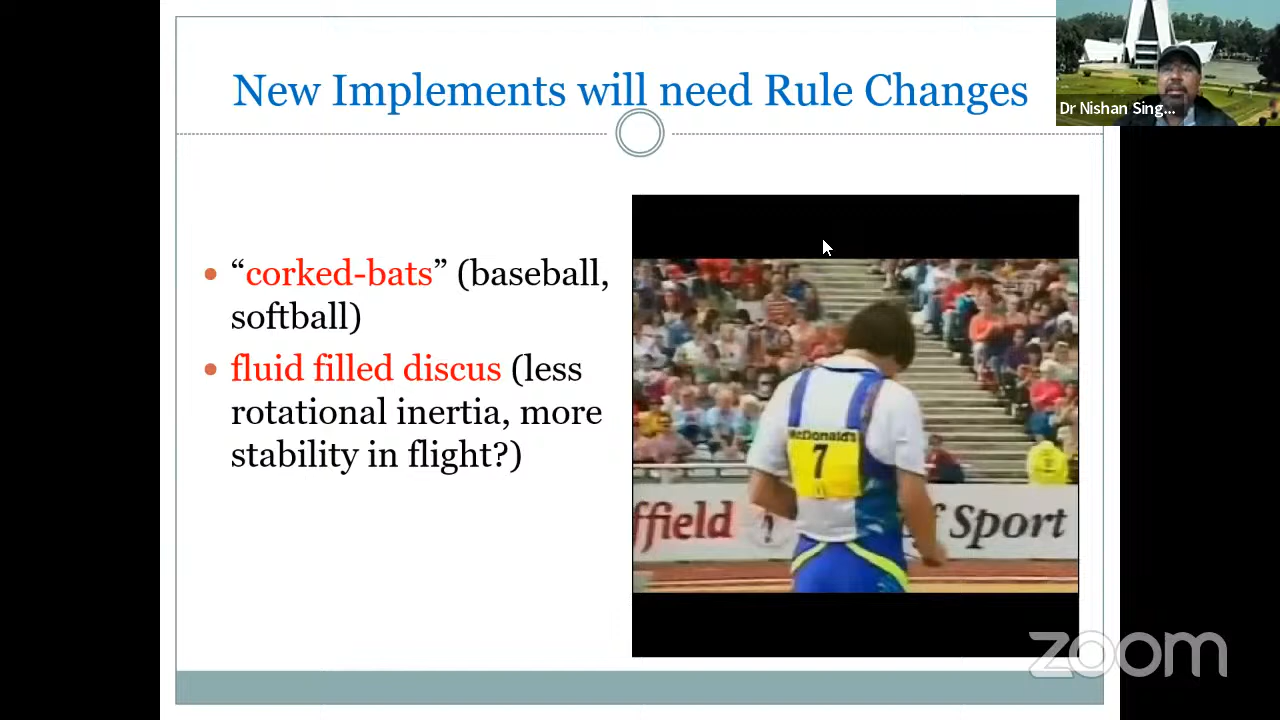 New Implements will need Rule Changes
Dr Nishan Sing...
• “corked-bats” (baseball,
softball)
• fluid filled discus (less
rotational inertia, more
stability in flight?)
McDonald's
7
ffield
of Sport
zoom